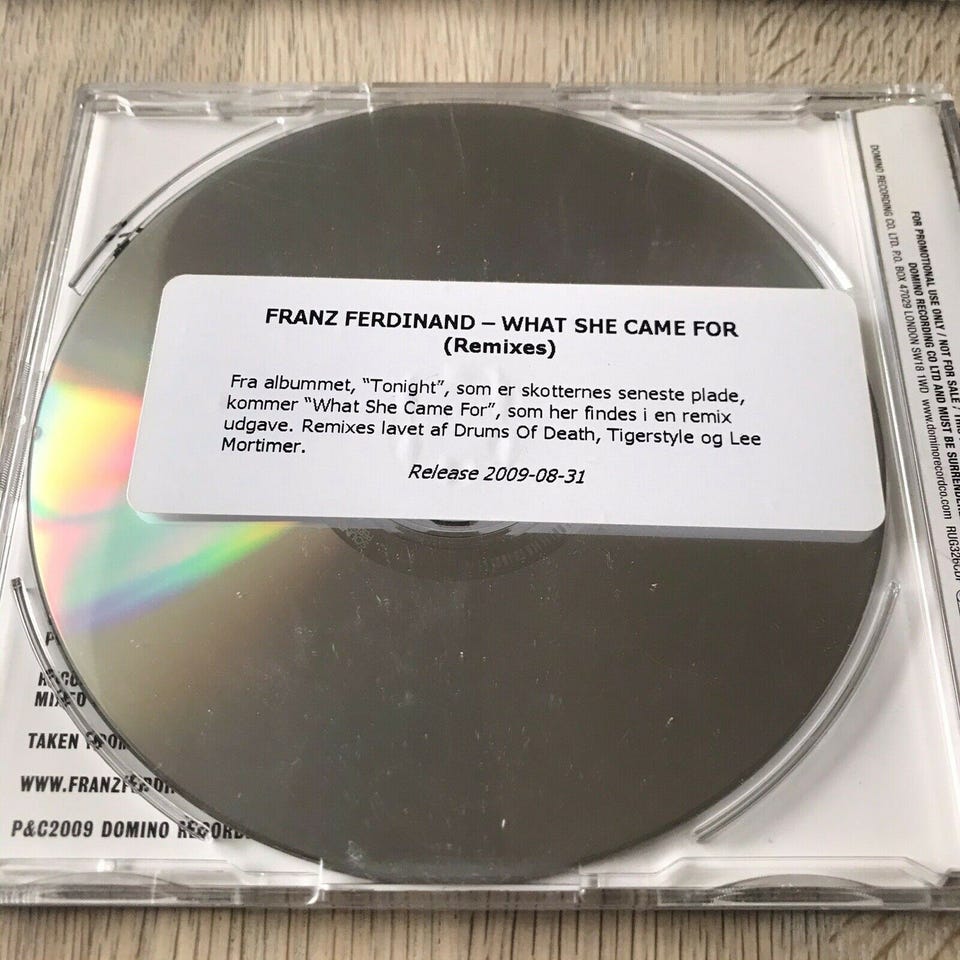 FRANZ FERDINAND – WHAT SHE CAME FOR
(Remixes)
Fra albummet, “Tonight”, som er skotternes seneste plade,
kommer “What She Came For”, som her findes i en remix
udgave. Remixes lavet af Drums Of Death, Tigerstyle og Lee
Mortimer.
Release 2009-08-31
TAKEN
P&C2009 DOMINO RECORDS
FOR PROMOTIONAL USE ONLY / NOT FOR SALE /
DOMINO RECORDING CO LTD AND MUST BE
DOMINO RECORDING CO. LTD. P.O. BOX 47029 LONDON SW18 1WD www.dominorecordco.com